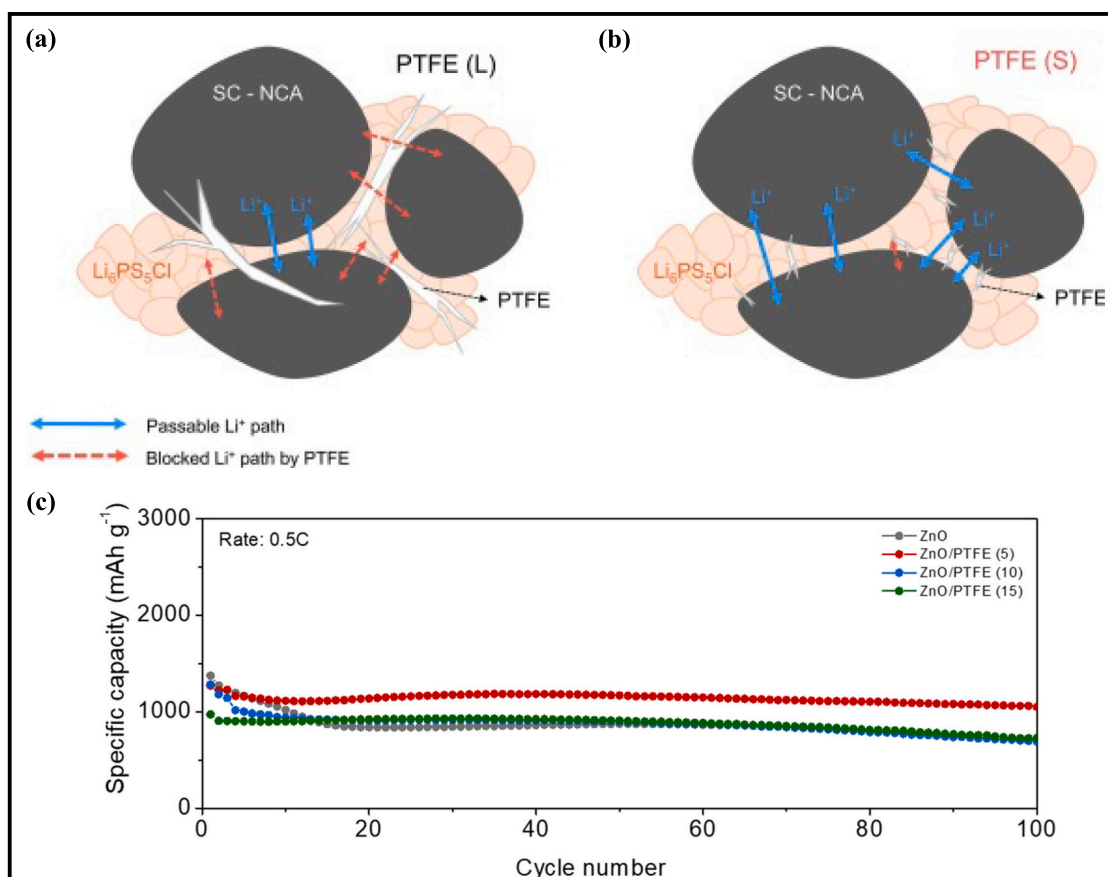 (a)
PTFE (L)
SC - NCA
Li⁺
Li⁺
Li₆PS₅Cl
PTFE
(b)
PTFE (S)
SC - NCA
Li⁺
Li⁺
Li⁺
Li⁺
Li⁺
Li₆PS₅Cl
PTFE
Passable Li⁺ path
Blocked Li⁺ path by PTFE
(c)
Specific capacity (mAh g⁻¹)
3000
2000
1000
0
Rate: 0.5C
ZnO
ZnO/PTFE (5)
ZnO/PTFE (10)
ZnO/PTFE (15)
0 20 40 60 80 100
Cycle number